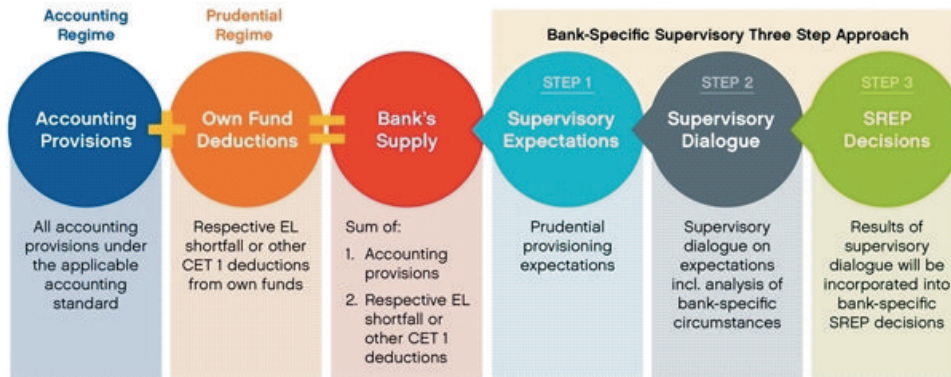 Accounting
Regime
Prudential
Regime
Bank-Specific Supervisory Three Step Approach
Accounting
Provisions
+
Own Fund
Deductions
=
Bank's
Supply
STEP 1
Supervisory
Expectations
STEP 2
Supervisory
Dialogue
STEP 3
SREP
Decisions
All accounting
provisions under
the applicable
accounting
standard
Respective EL
shortfall or other
CET 1 deductions
from own funds
Sum of:
1. Accounting
provisions
2. Respective EL
shortfall or
other CET 1
deductions
Prudential
provisioning
expectations
Supervisory
dialogue on
expectations
incl. analysis of
bank-specific
circumstances
Results of
supervisory
dialogue will be
incorporated into
bank-specific
SREP decisions